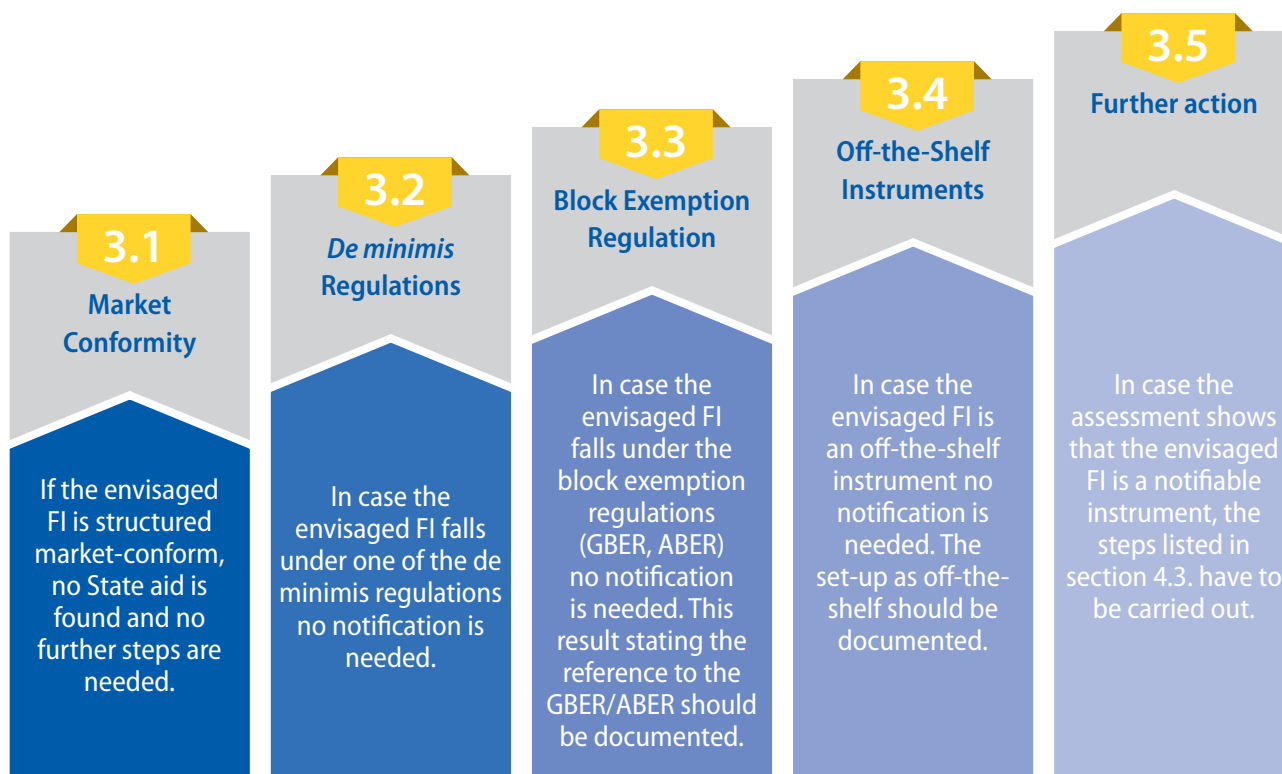 3.1
Market
Conformity
If the envisaged
FI is structured
market-conform,
no State aid is
found and no
further steps are
needed.
3.2
De minimis
Regulations
In case the
envisaged FI falls
under one of the de
minimis regulations
no notification is
needed.
3.3
Block Exemption
Regulation
In case the
envisaged FI
falls under the
block exemption
regulations
(GBER, ABER)
no notification
is needed. This
result stating the
reference to the
GBER/ABER should
be documented.
3.4
Off-the-Shelf
Instruments
In case the
envisaged FI is
an off-the-shelf
instrument no
notification is
needed. The
set-up as off-the-
shelf should be
documented.
3.5
Further action
In case the
assessment shows
that the envisaged
FI is a notifiable
instrument, the
steps listed in
section 4.3. have to
be carried out.